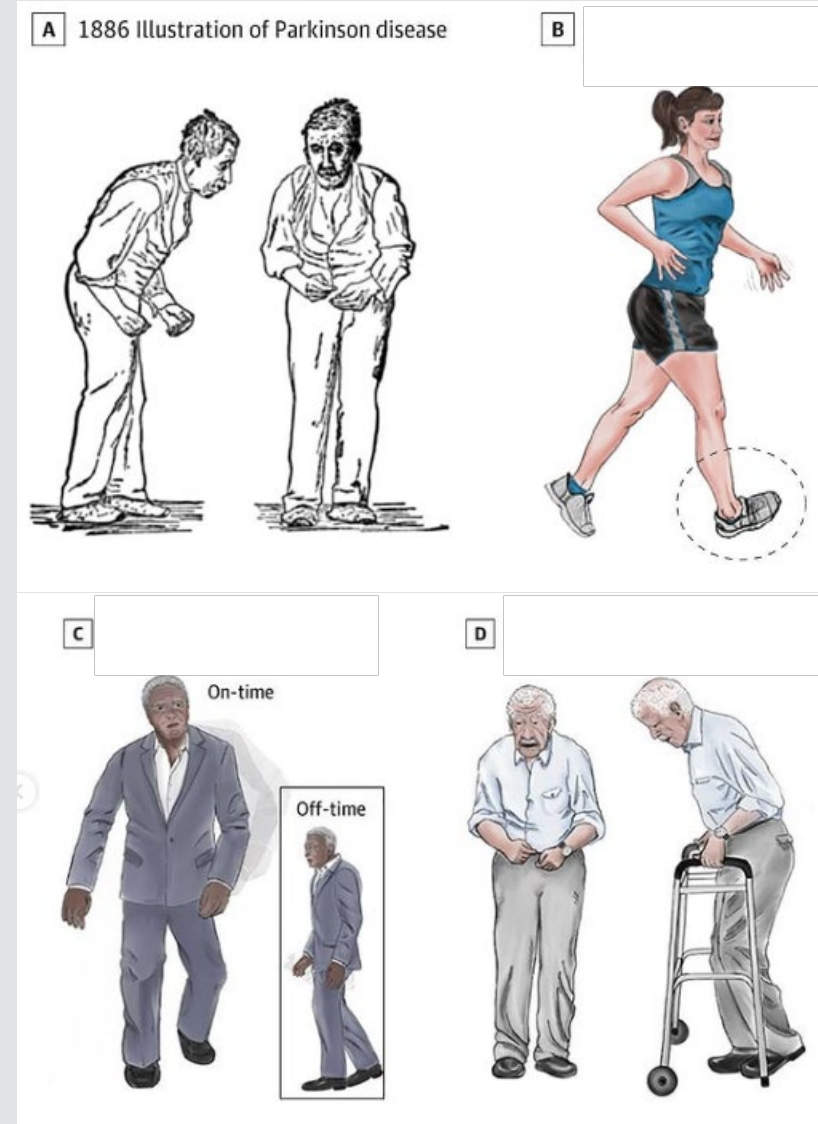 A 1886 Illustration of Parkinson disease
B
C
On-time
Off-time
D